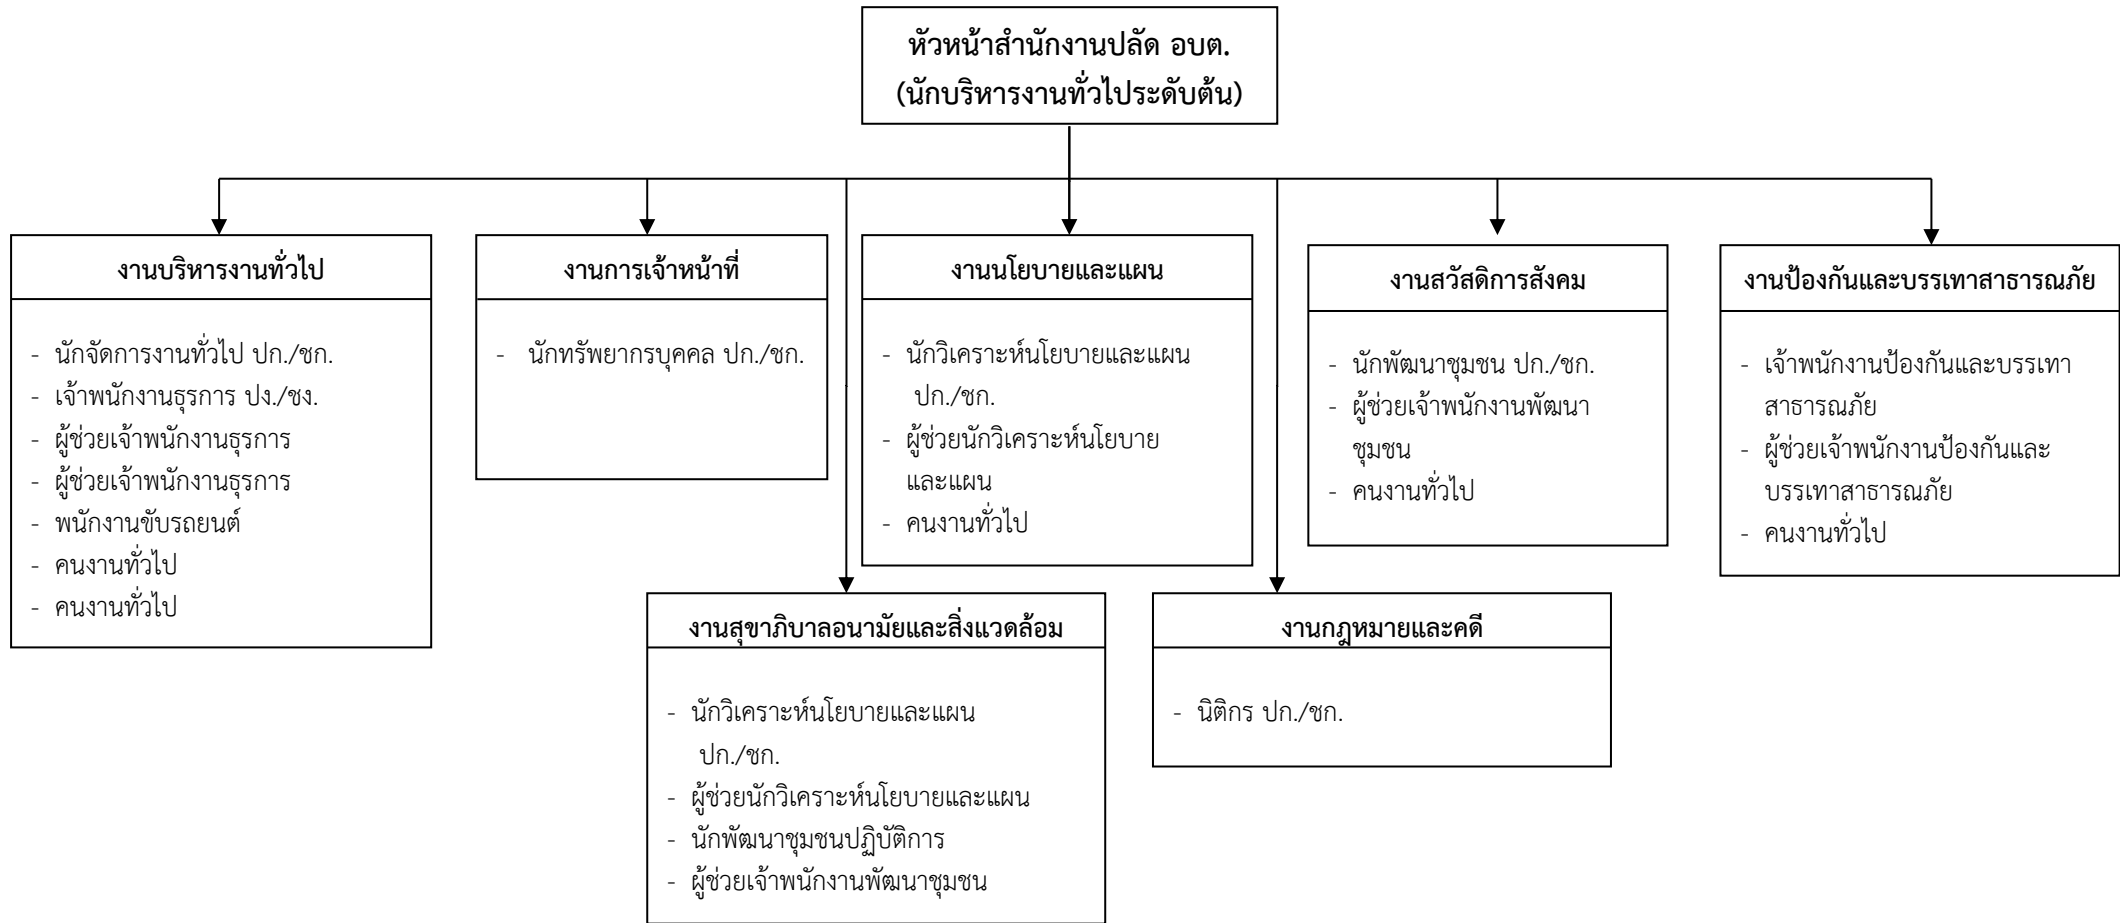 หัวหน้าสำนักงานปลัด อบต.
(นักบริหารงานทั่วไประดับต้น)
งานบริหารงานทั่วไป
- นักจัดการงานทั่วไป ปก./ชก.
- เจ้าพนักงานธุรการ ปง./ชง.
- ผู้ช่วยเจ้าพนักงานธุรการ
- ผู้ช่วยเจ้าพนักงานธุรการ
- พนักงานขับรถยนต์
- คนงานทั่วไป
- คนงานทั่วไป
งานการเจ้าหน้าที่
- นักทรัพยากรบุคคล ปก./ชก.
งานนโยบายและแผน
- นักวิเคราะห์นโยบายและแผน
ปก./ชก.
- ผู้ช่วยนักวิเคราะห์นโยบาย
และแผน
- คนงานทั่วไป
งานสวัสดิการสังคม
- นักพัฒนาชุมชน ปก./ชก.
- ผู้ช่วยเจ้าพนักงานพัฒนา
ชุมชน
- คนงานทั่วไป
งานป้องกันและบรรเทาสาธารณภัย
- เจ้าพนักงานป้องกันและบรรเทา
สาธารณภัย
- ผู้ช่วยเจ้าพนักงานป้องกันและ
บรรเทาสาธารณภัย
- คนงานทั่วไป
งานสุขาภิบาลอนามัยและสิ่งแวดล้อม
- นักวิเคราะห์นโยบายและแผน
ปก./ชก.
- ผู้ช่วยนักวิเคราะห์นโยบายและแผน
- นักพัฒนาชุมชนปฏิบัติการ
- ผู้ช่วยเจ้าพนักงานพัฒนาชุมชน
งานกฎหมายและคดี
- นิติกร ปก./ชก.